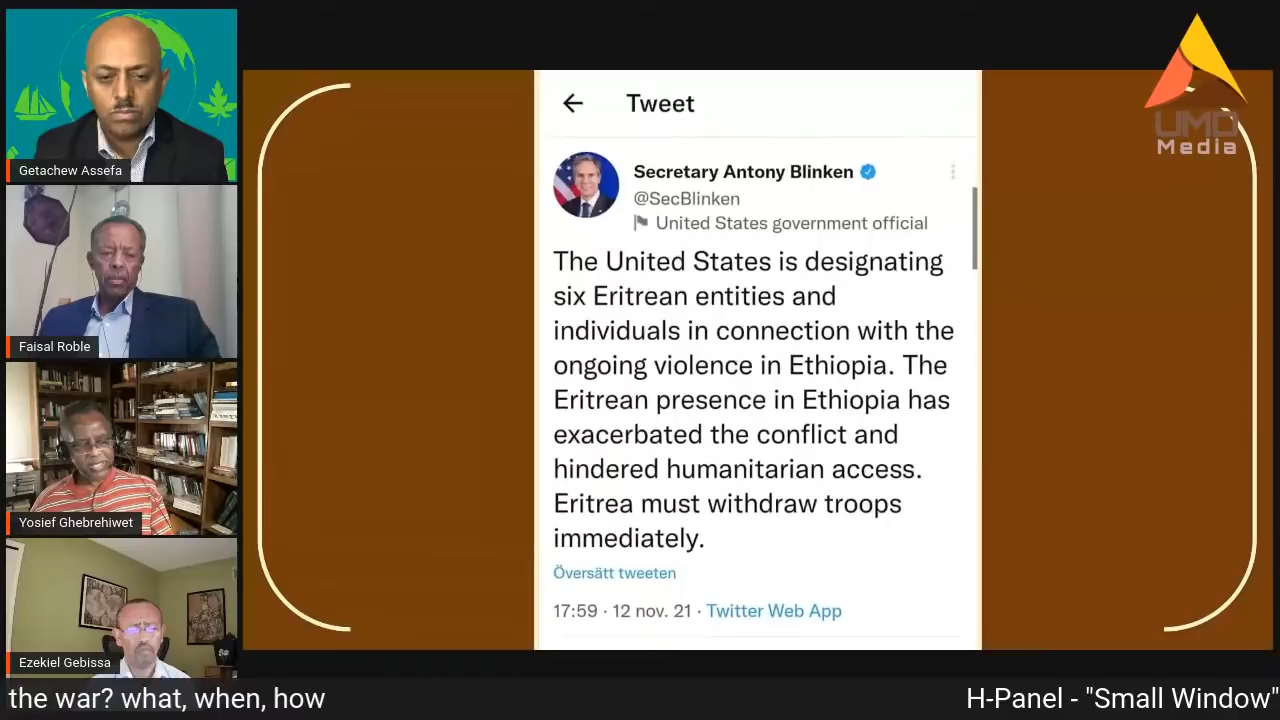 Getachew Assefa
Faisal Roble
Yosief Ghebrehiwet
Ezekiel Gebissa
Tweet
Secretary Antony Blinken
@SecBlinken
United States government official
The United States is designating
six Eritrean entities and
individuals in connection with the
ongoing violence in Ethiopia. The
Eritrean presence in Ethiopia has
exacerbated the conflict and
hindered humanitarian access.
Eritrea must withdraw troops
immediately.
Översätt tweeten
17:59 · 12 nov. 21 · Twitter Web App
UMD
Media
the war? what, when, how
H-Panel - "Small Window"